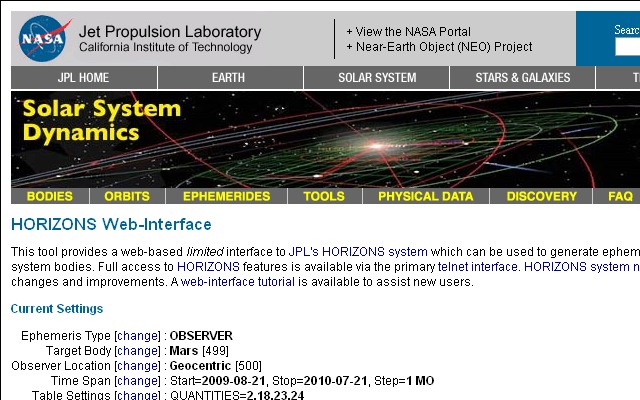 NASA
Jet Propulsion Laboratory
California Institute of Technology
+ View the NASA Portal
+ Near-Earth Object (NEO) Project
JPL HOME
EARTH
SOLAR SYSTEM
STARS & GALAXIES
Solar System
Dynamics
BODIES
ORBITS
EPHEMERIDES
TOOLS
PHYSICAL DATA
DISCOVERY
FAQ
HORIZONS Web-Interface
This tool provides a web-based limited interface to JPL's HORIZONS system which can be used to generate
system bodies. Full access to HORIZONS features is available via the primary telnet interface. HORIZONS system
changes and improvements. A web-interface tutorial is available to assist new users.
Current Settings
Ephemeris Type [change] : OBSERVER
Target Body [change] : Mars [499]
Observer Location [change] : Geocentric [500]
Time Span [change] : Start=2009-08-21, Stop=2010-07-21, Step=1 MO
Table Settings [change] : QUANTITIES=2,18,23,24